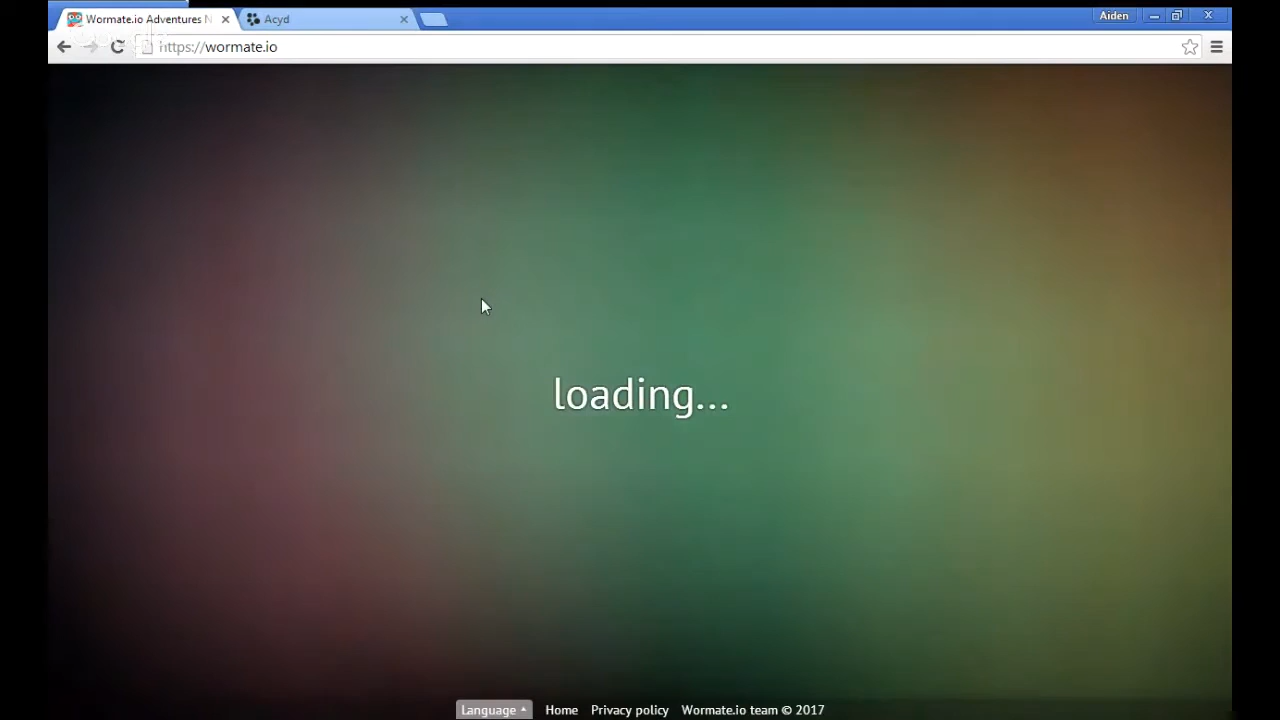 Wormate.io Adventures N
Acyd
Aiden
https://wormate.io
loading...
Language Home Privacy policy Wormate.io team © 2017